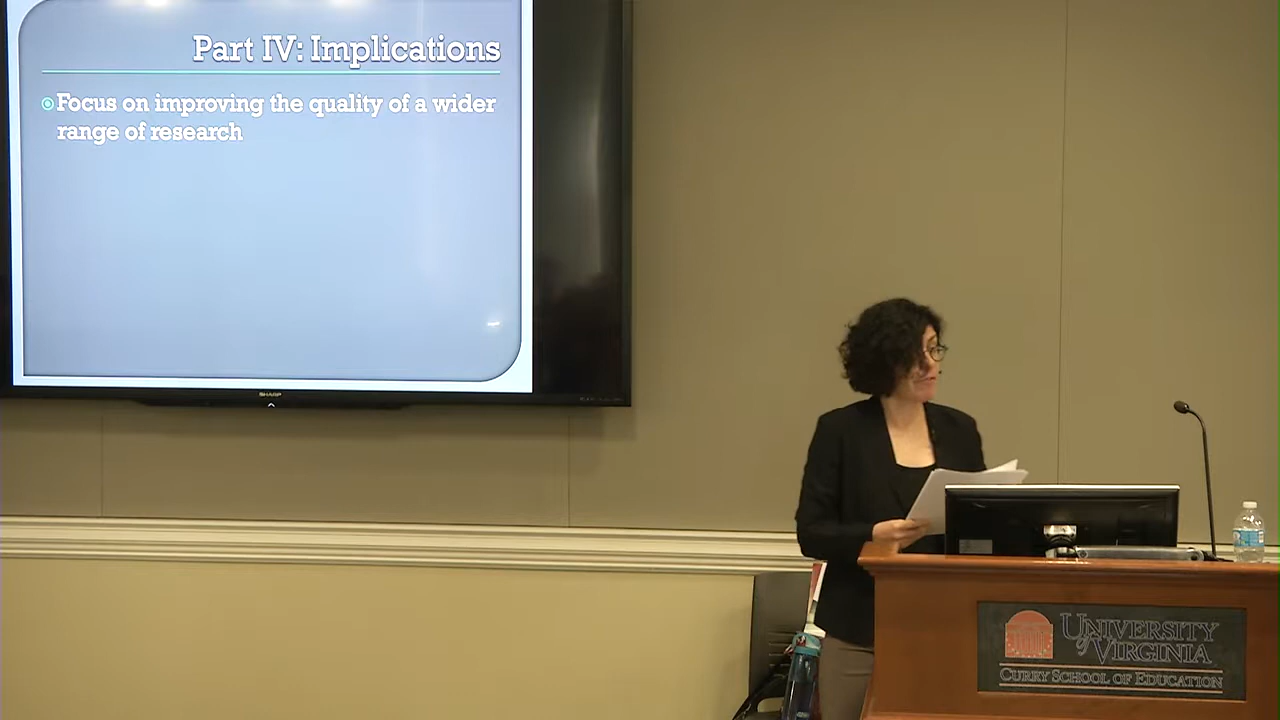 Part IV: Implications
Focus on improving the quality of a wider
range of research
SHARP
UNIVERSITY
of VIRGINIA
CURRY SCHOOL OF EDUCATION